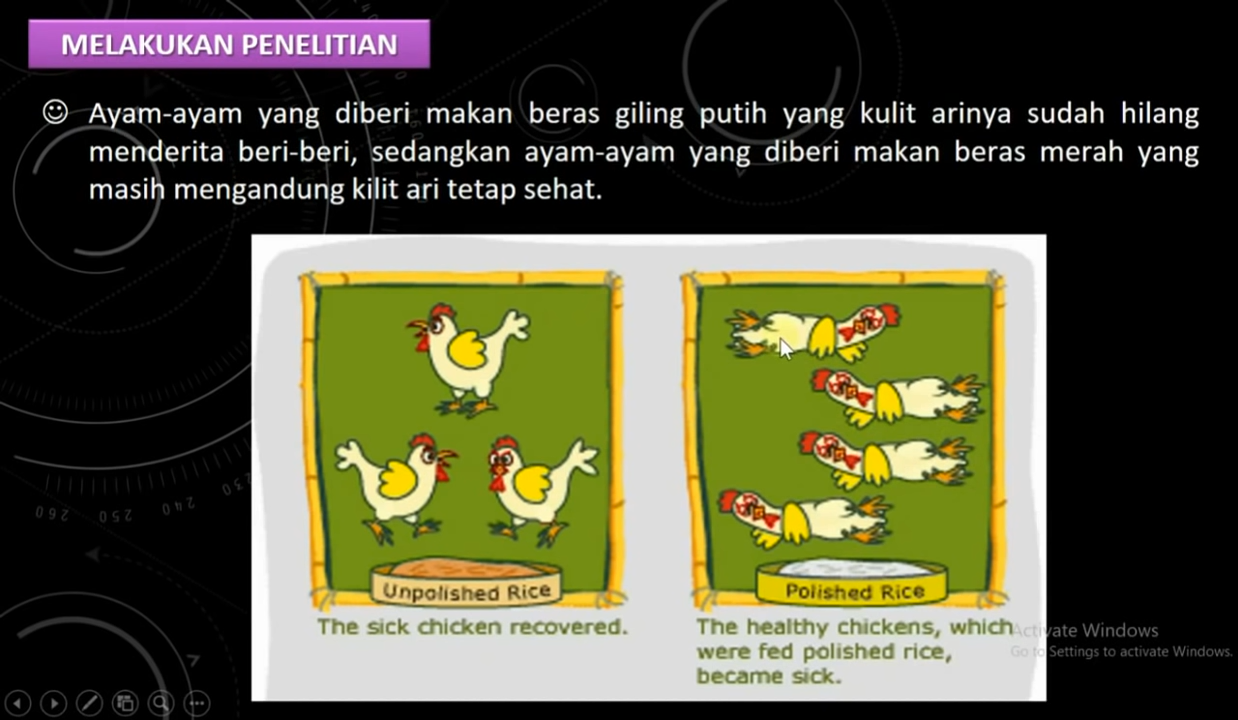 MELAKUKAN PENELITIAN
Ayam-ayam yang diberi makan beras giling putih yang kulit arinya sudah hilang
menderita beri-beri, sedangkan ayam-ayam yang diberi makan beras merah yang
masih mengandung kilit ari tetap sehat.
Unpolished Rice
The sick chicken recovered.
Polished Rice
The healthy chickens, which
were fed polished rice,
became sick.
Activate Windows
Go to Settings to activate Windows.